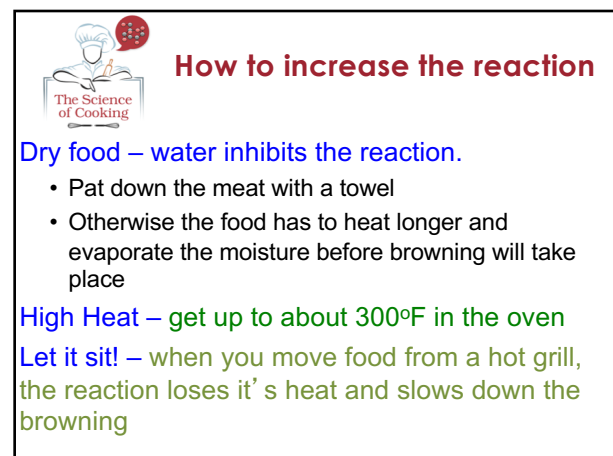 The Science
of Cooking
How to increase the reaction
Dry food – water inhibits the reaction.
• Pat down the meat with a towel
• Otherwise the food has to heat longer and
evaporate the moisture before browning will take
place
High Heat – get up to about 300°F in the oven
Let it sit! – when you move food from a hot grill,
the reaction loses it's heat and slows down the
browning